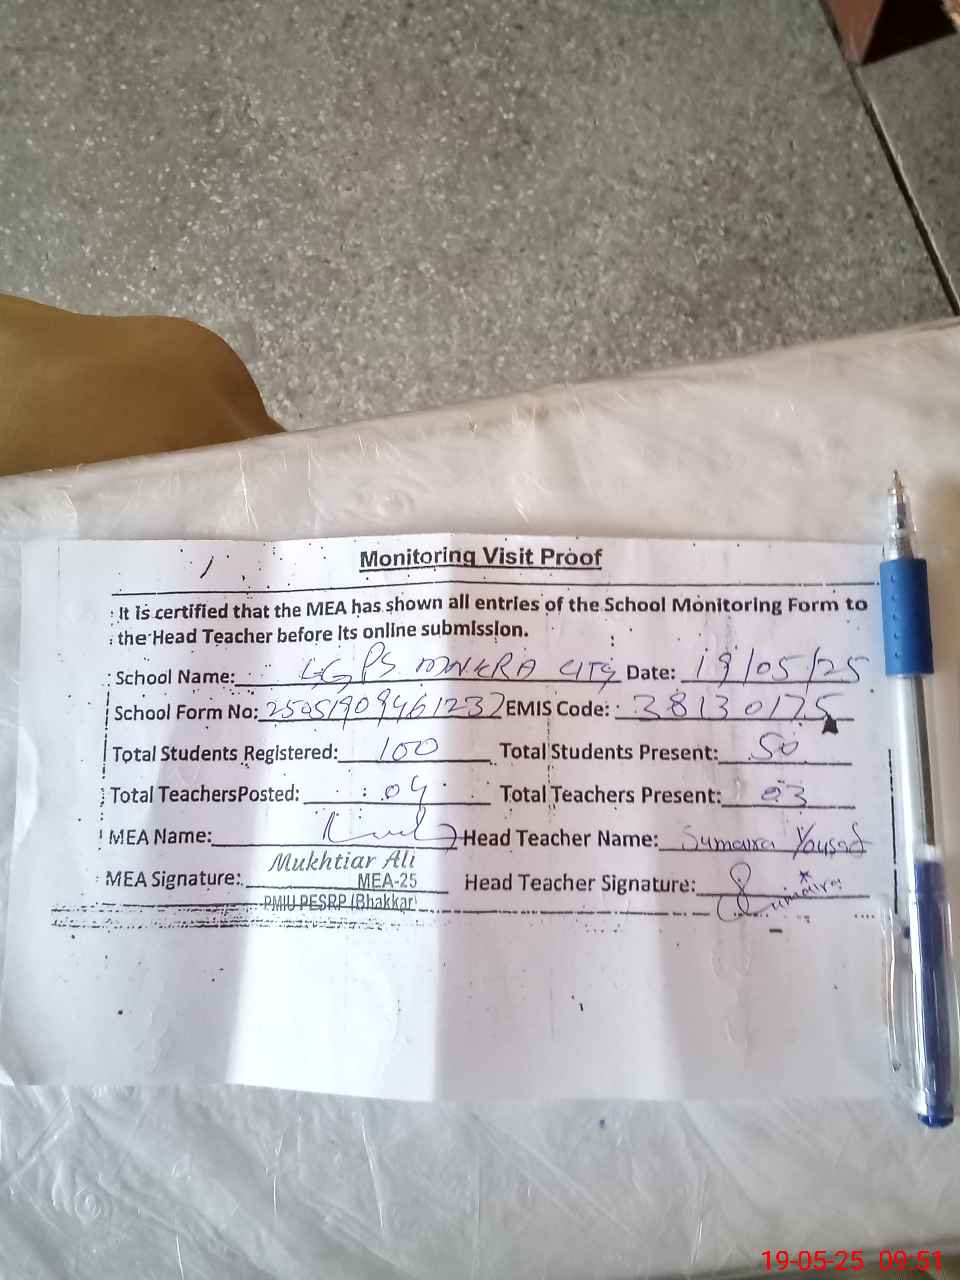 Monitoring Visit Proof
It is certified that the MEA has shown all entries of the School Monitoring Form to
the Head Teacher before its online submission.
School Name: GGPS MNKERA CITY Date: 19/05/25
School Form No: 2505190946 1237 EMIS Code: 38130175
Total Students Registered: 100 Total Students Present: 50
Total TeachersPosted: 04 Total Teachers Present: 03
MEA Name: Head Teacher Name: Sumaira Yousaf
Mukhtiar Ali
MEA Signature: MEA-25 Head Teacher Signature: Sumaira
PMIU PESRP (Bhakkar)
19-05-25 09:51